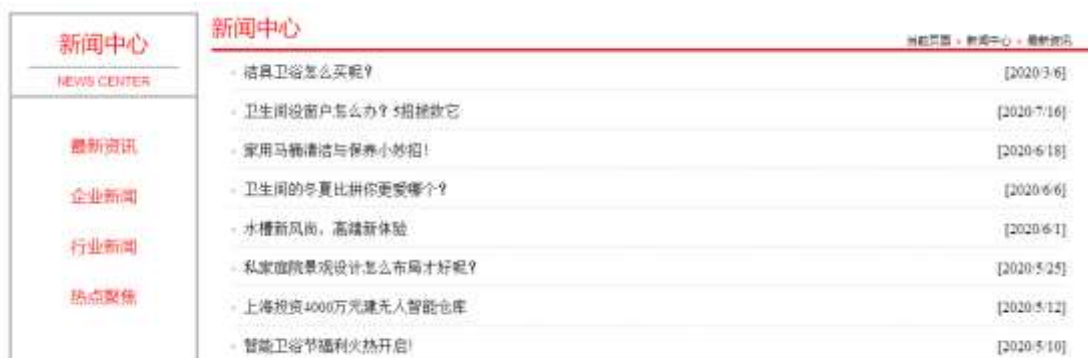 新闻中心
NEWS CENTER
最新资讯
企业新闻
行业新闻
热点聚焦
新闻中心
当前页面 » 新闻中心 » 最新资讯
洁具卫浴怎么买呢? [2020/3/6]
卫生间没窗户怎么办? 5招拯救它 [2020/7/16]
家用马桶清洁与保养小妙招! [2020/6/18]
卫生间的冬夏比拼你更爱哪个? [2020/6/6]
水槽新风尚,高端新体验 [2020/6/1]
私家庭院景观设计怎么布局才好呢? [2020/5/25]
上海投资4000万元建无人智能仓库 [2020/5/12]
智能卫浴节福利火热开启! [2020/5/10]